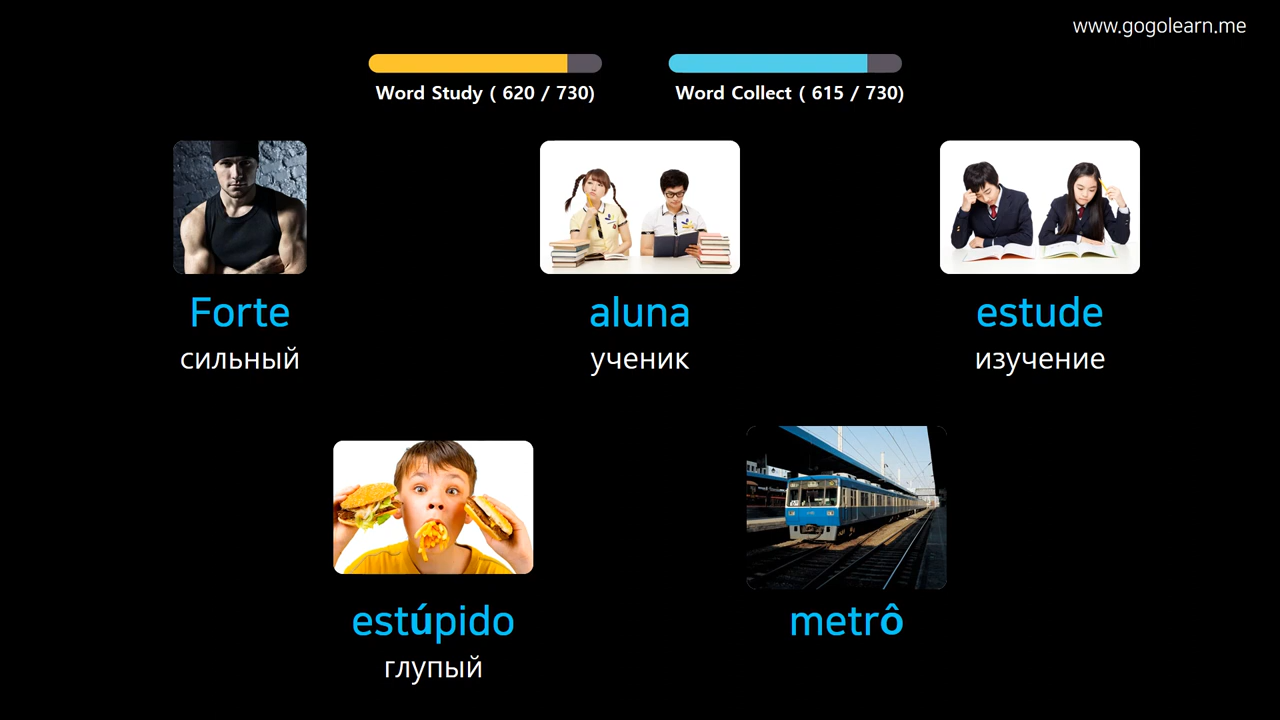 www.gogolearn.me
Word Study ( 620 / 730)
Word Collect ( 615 / 730)
Forte
сильный
aluna
ученик
estude
изучение
estúpido
глупый
metrô